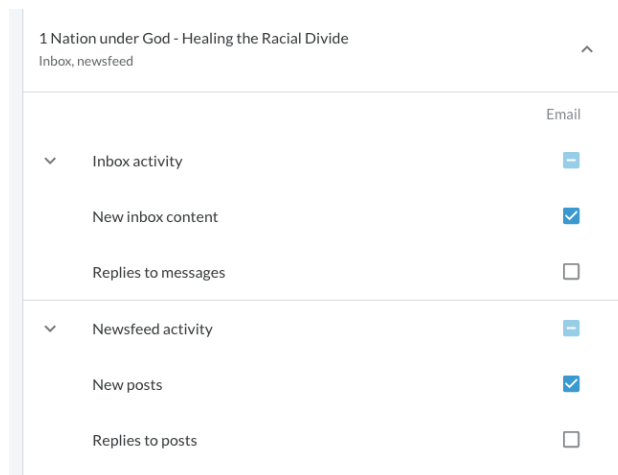 1 Nation under God - Healing the Racial Divide
Inbox, newsfeed
Email
Inbox activity
New inbox content
Replies to messages
Newsfeed activity
New posts
Replies to posts